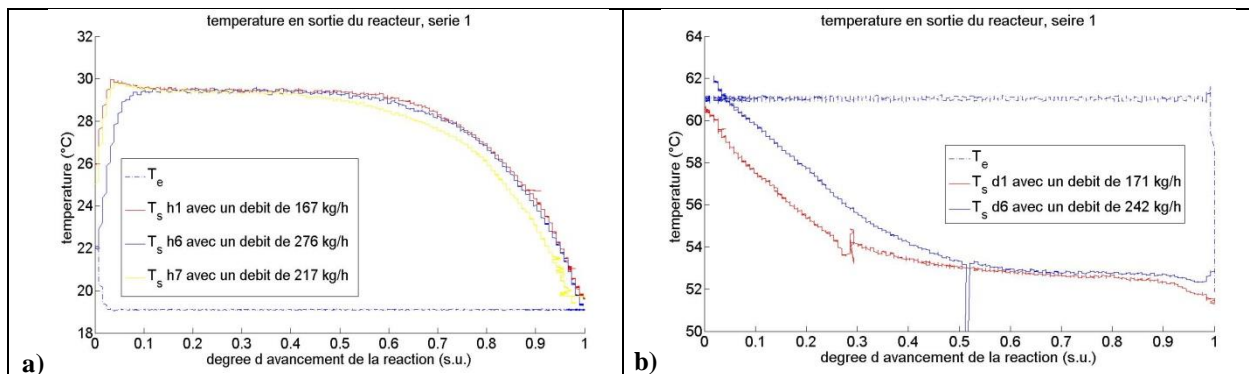 temperature en sortie du reacteur, serie 1
32
30
28
26
24
22
20
18
temperature (°C)
T_e
T_s h1 avec un debit de 167 kg/h
T_s h6 avec un debit de 276 kg/h
T_s h7 avec un debit de 217 kg/h
0 0.1 0.2 0.3 0.4 0.5 0.6 0.7 0.8 0.9 1
degree d avancement de la reaction (s.u.)
a)
temperature en sortie du reacteur, seire 1
64
62
60
58
56
54
52
50
temperature (°C)
T_e
T_s d1 avec un debit de 171 kg/h
T_s d6 avec un debit de 242 kg/h
0 0.1 0.2 0.3 0.4 0.5 0.6 0.7 0.8 0.9 1
degree d avancement de la reaction (s.u.)
b)